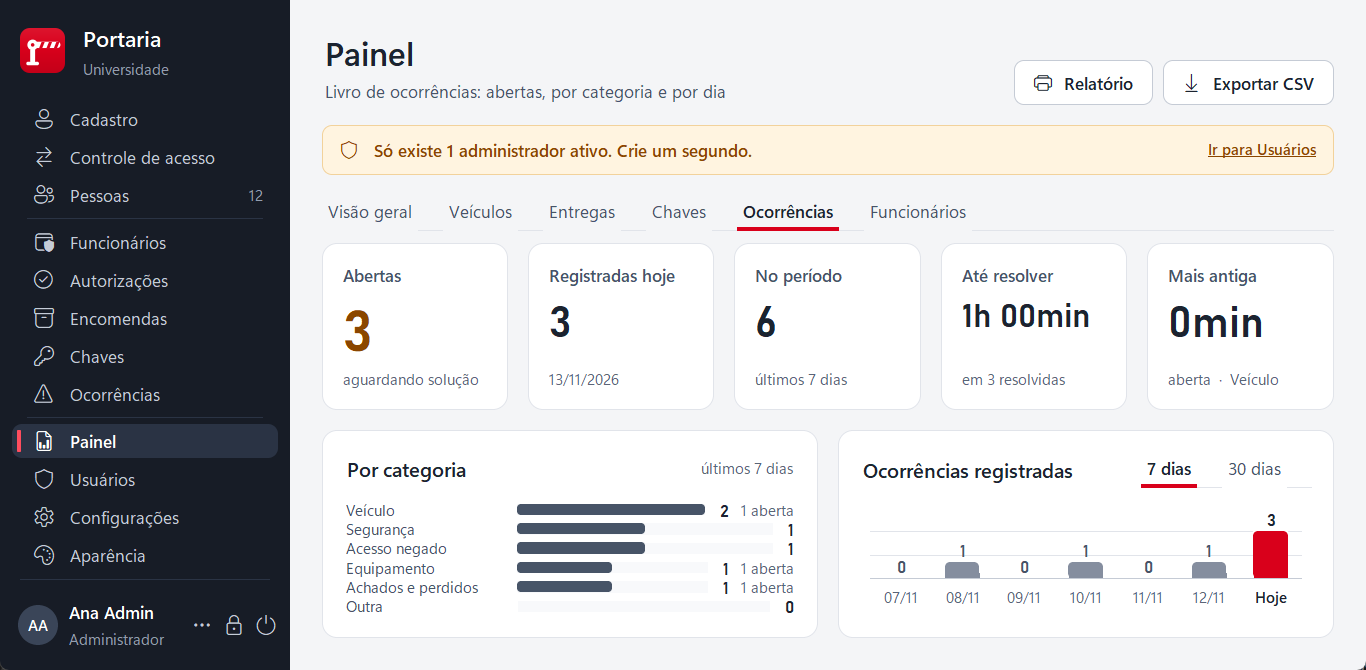 Portaria
Universidade
Cadastro
Controle de acesso
Pessoas 12
Funcionários
Autorizações
Encomendas
Chaves
Ocorrências
Painel
Usuários
Configurações
Aparência
AA
Ana Admin
Administrador
Painel
Livro de ocorrências: abertas, por categoria e por dia
Relatório
Exportar CSV
Só existe 1 administrador ativo. Crie um segundo.
Ir para Usuários
Visão geral Veículos Entregas Chaves Ocorrências Funcionários
Abertas
3
aguardando solução
Registradas hoje
3
13/11/2026
No período
6
últimos 7 dias
Até resolver
1h 00min
em 3 resolvidas
Mais antiga
0min
aberta · Veículo
Por categoria
últimos 7 dias
Veículo 2 1 aberta
Segurança 1
Acesso negado 1
Equipamento 1 1 aberta
Achados e perdidos 1 1 aberta
Outra 0
Ocorrências registradas
7 dias 30 dias
0 1 0 1 0 1 3
07/11 08/11 09/11 10/11 11/11 12/11 Hoje